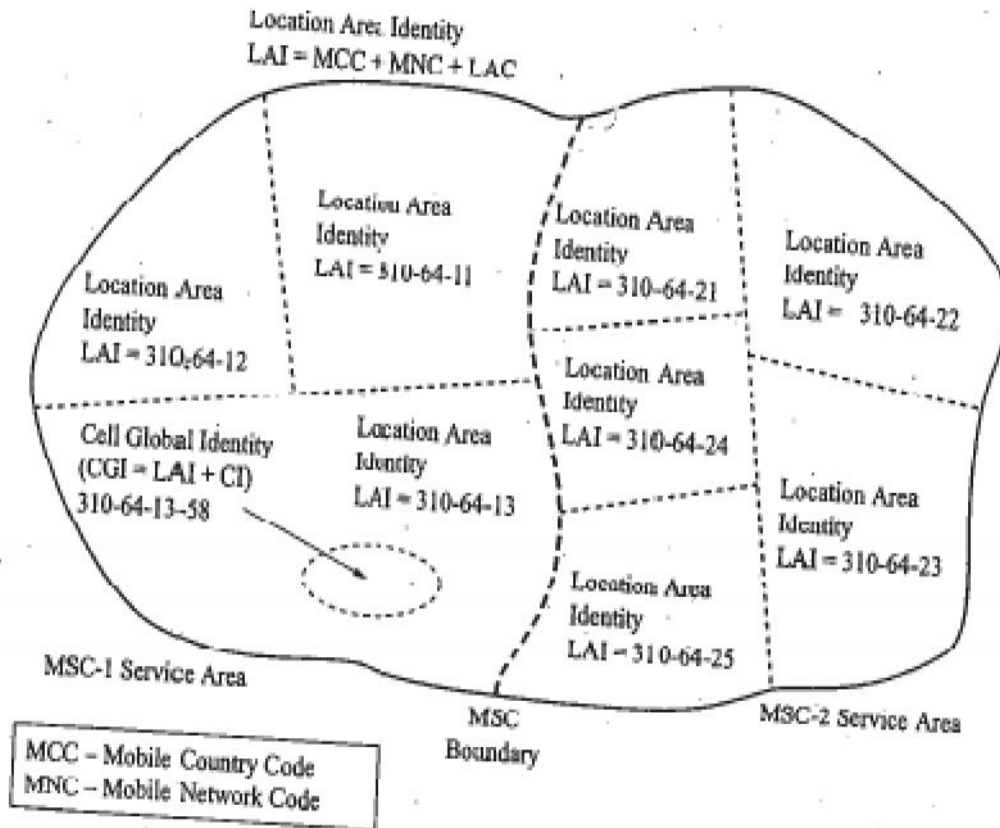 Location Area Identity
LAI = MCC + MNC + LAC
Location Area
Identity
LAI = 310-64-11
Location Area
Identity
LAI = 310-64-12
Location Area
Identity
LAI = 310-64-21
Location Area
Identity
LAI = 310-64-22
Location Area
Identity
LAI = 310-64-24
Cell Global Identity
(CGI = LAI + CI)
310-64-13-58
Location Area
Identity
LAI = 310-64-13
Location Area
Identity
LAI = 310-64-23
Location Area
Identity
LAI = 310-64-25
MSC-1 Service Area
MSC
Boundary
MSC-2 Service Area
MCC – Mobile Country Code
MNC – Mobile Network Code